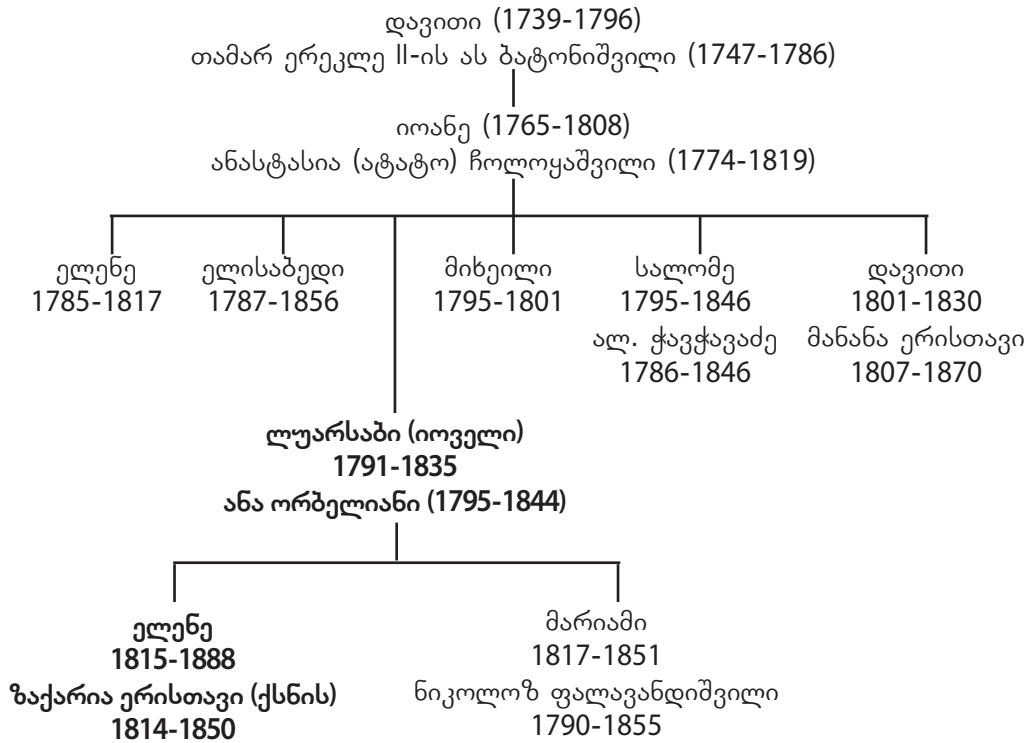 დავითი (1739-1796)
თამარ ერეკლე II-ის ას ბატონიშვილი (1747-1786)
იოანე (1765-1808)
ანასტასია (ატატო) ჩოლოყაშვილი (1774-1819)
ელენე
1785-1817
ელისაბედი
1787-1856
მიხეილი
1795-1801
სალომე
1795-1846
ალ. ჭავჭავაძე
1786-1846
დავითი
1801-1830
მანანა ერისთავი
1807-1870
ლუარსაბი (იოველი)
1791-1835
ანა ორბელიანი (1795-1844)
ელენე
1815-1888
ზაქარია ერისთავი (ქსნის)
1814-1850
მარიამი
1817-1851
ნიკოლოზ ფალავანდიშვილი
1790-1855